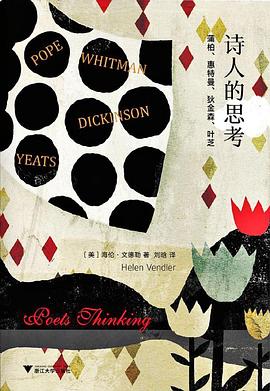 POPE
WHITMAN
DICKINSON
YEATS
诗人的思考
蒲柏、惠特曼、狄金森、叶芝
[美]海伦·文德勒 著 刘晗 译
Helen Vendler
Poets Thinking
浙江大学出版社